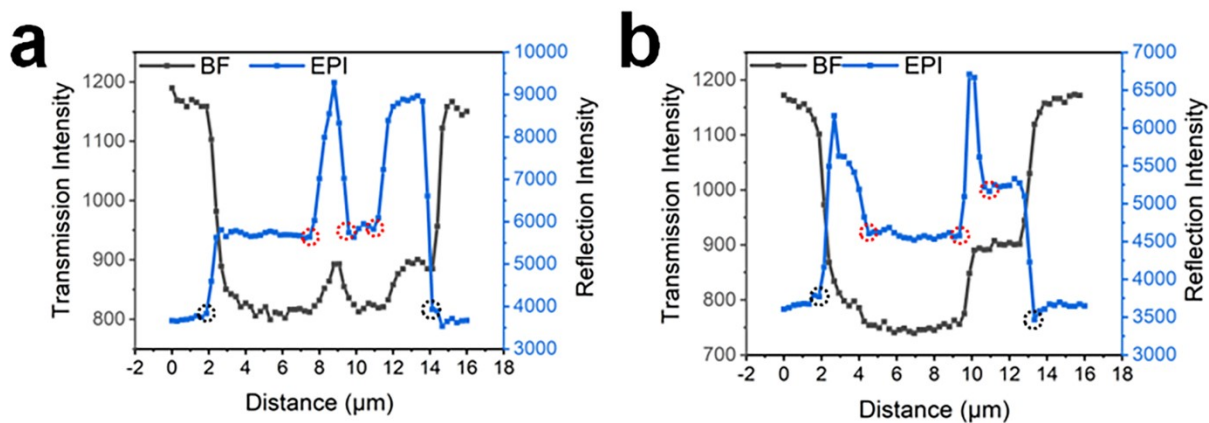 a
BF EPI
Transmission Intensity
1200
1100
1000
900
800
10000
9000
8000
7000
6000
5000
4000
3000
Reflection Intensity
-2 0 2 4 6 8 10 12 14 16 18
Distance (μm)
b
BF EPI
Transmission Intensity
1200
1100
1000
900
800
700
7000
6500
6000
5500
5000
4500
4000
3500
3000
Reflection Intensity
-2 0 2 4 6 8 10 12 14 16 18
Distance (μm)